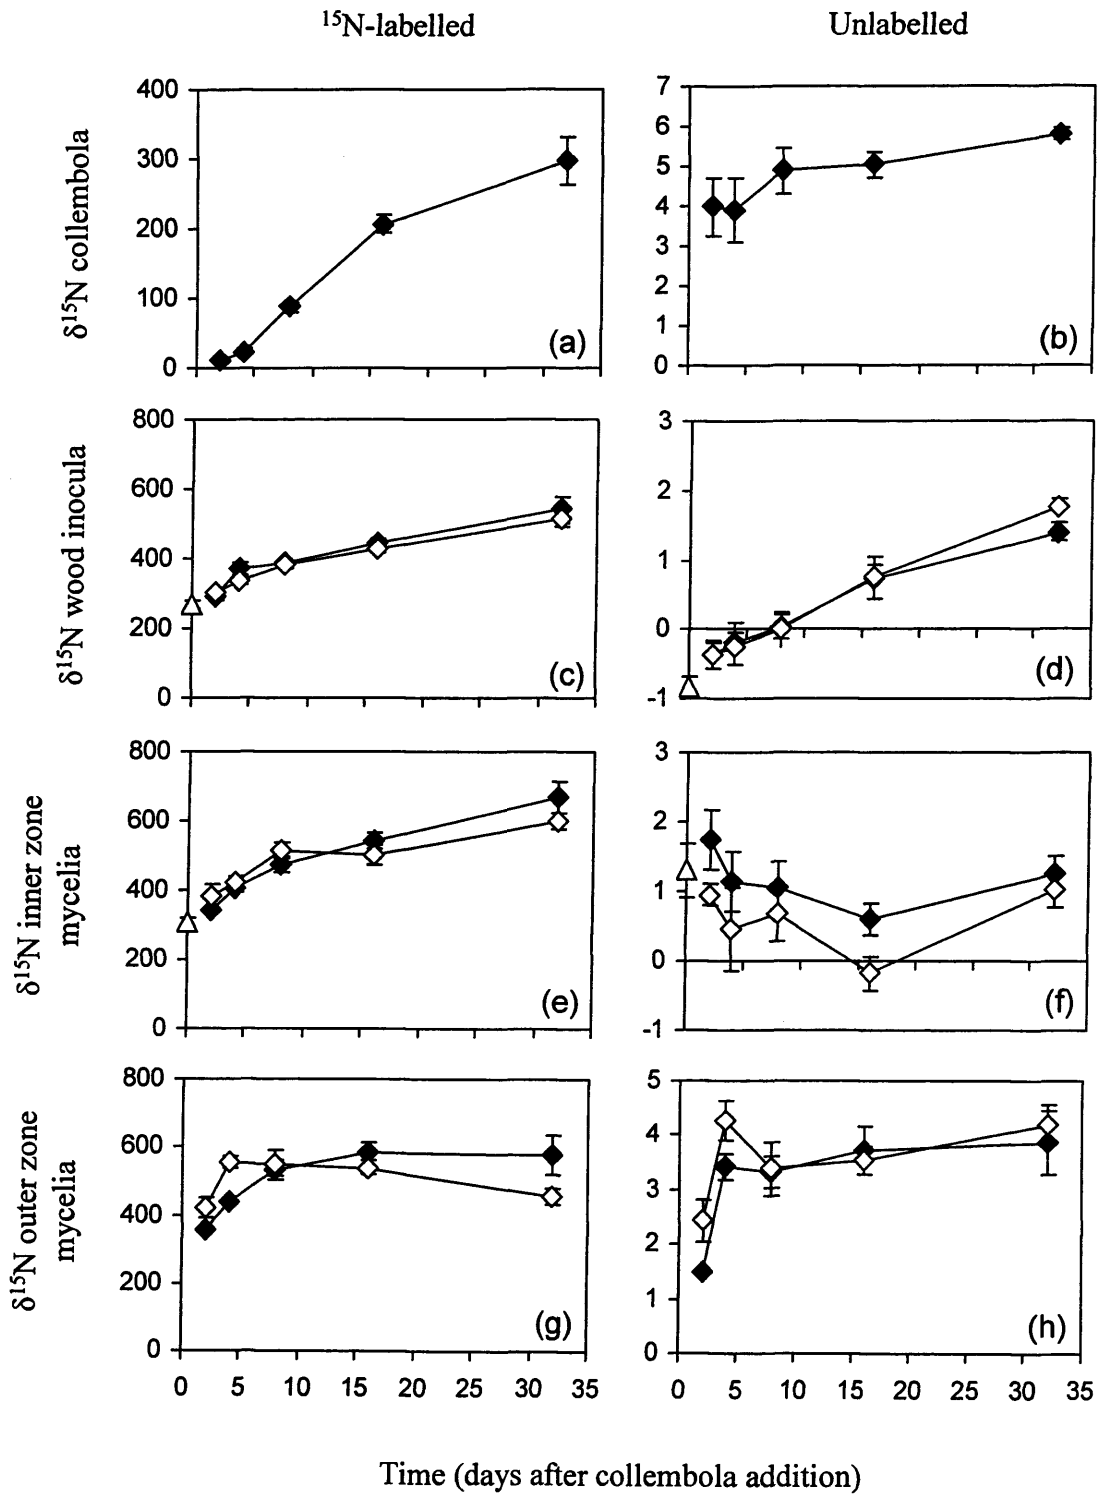 ¹⁵N-labelled
Unlabelled
δ¹⁵N collembola
400
300
200
100
0
(a)
7
6
5
4
3
2
1
0
(b)
δ¹⁵N wood inocula
800
600
400
200
0
(c)
3
2
1
0
-1
(d)
δ¹⁵N inner zone
mycelia
800
600
400
200
0
(e)
3
2
1
0
-1
(f)
δ¹⁵N outer zone
mycelia
800
600
400
200
0
(g)
0 5 10 15 20 25 30 35
5
4
3
2
1
0
(h)
0 5 10 15 20 25 30 35
Time (days after collembola addition)